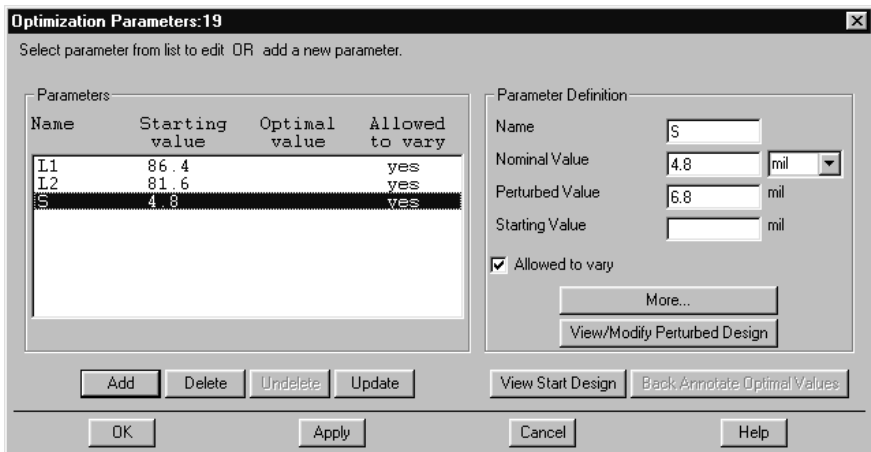 Optimization Parameters:19
Select parameter from list to edit OR add a new parameter.
Parameters
Name Starting value Optimal value Allowed to vary
L1 86.4 yes
L2 81.6 yes
S 4.8 yes
Parameter Definition
Name S
Nominal Value 4.8 mil
Perturbed Value 6.8 mil
Starting Value mil
Allowed to vary
More...
View/Modify Perturbed Design
Add Delete Undelete Update View Start Design Back Annotate Optimal Values
OK Apply Cancel Help